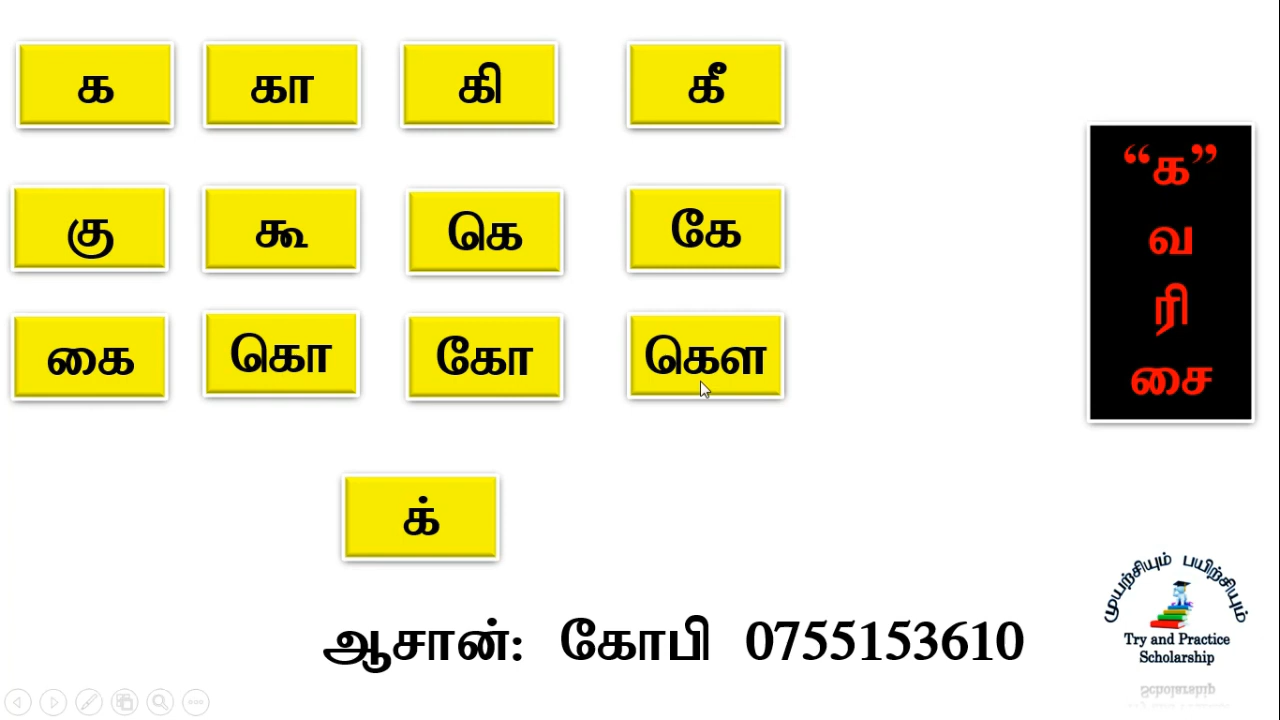 க கா கி கீ
கு கூ கெ கே
கை கொ கோ கௌ
க்
“க”
வ
ரி
சை
ஆசான்: கோபி 0755153610
முயற்சியும் பயிற்சியும்
Try and Practice
Scholarship